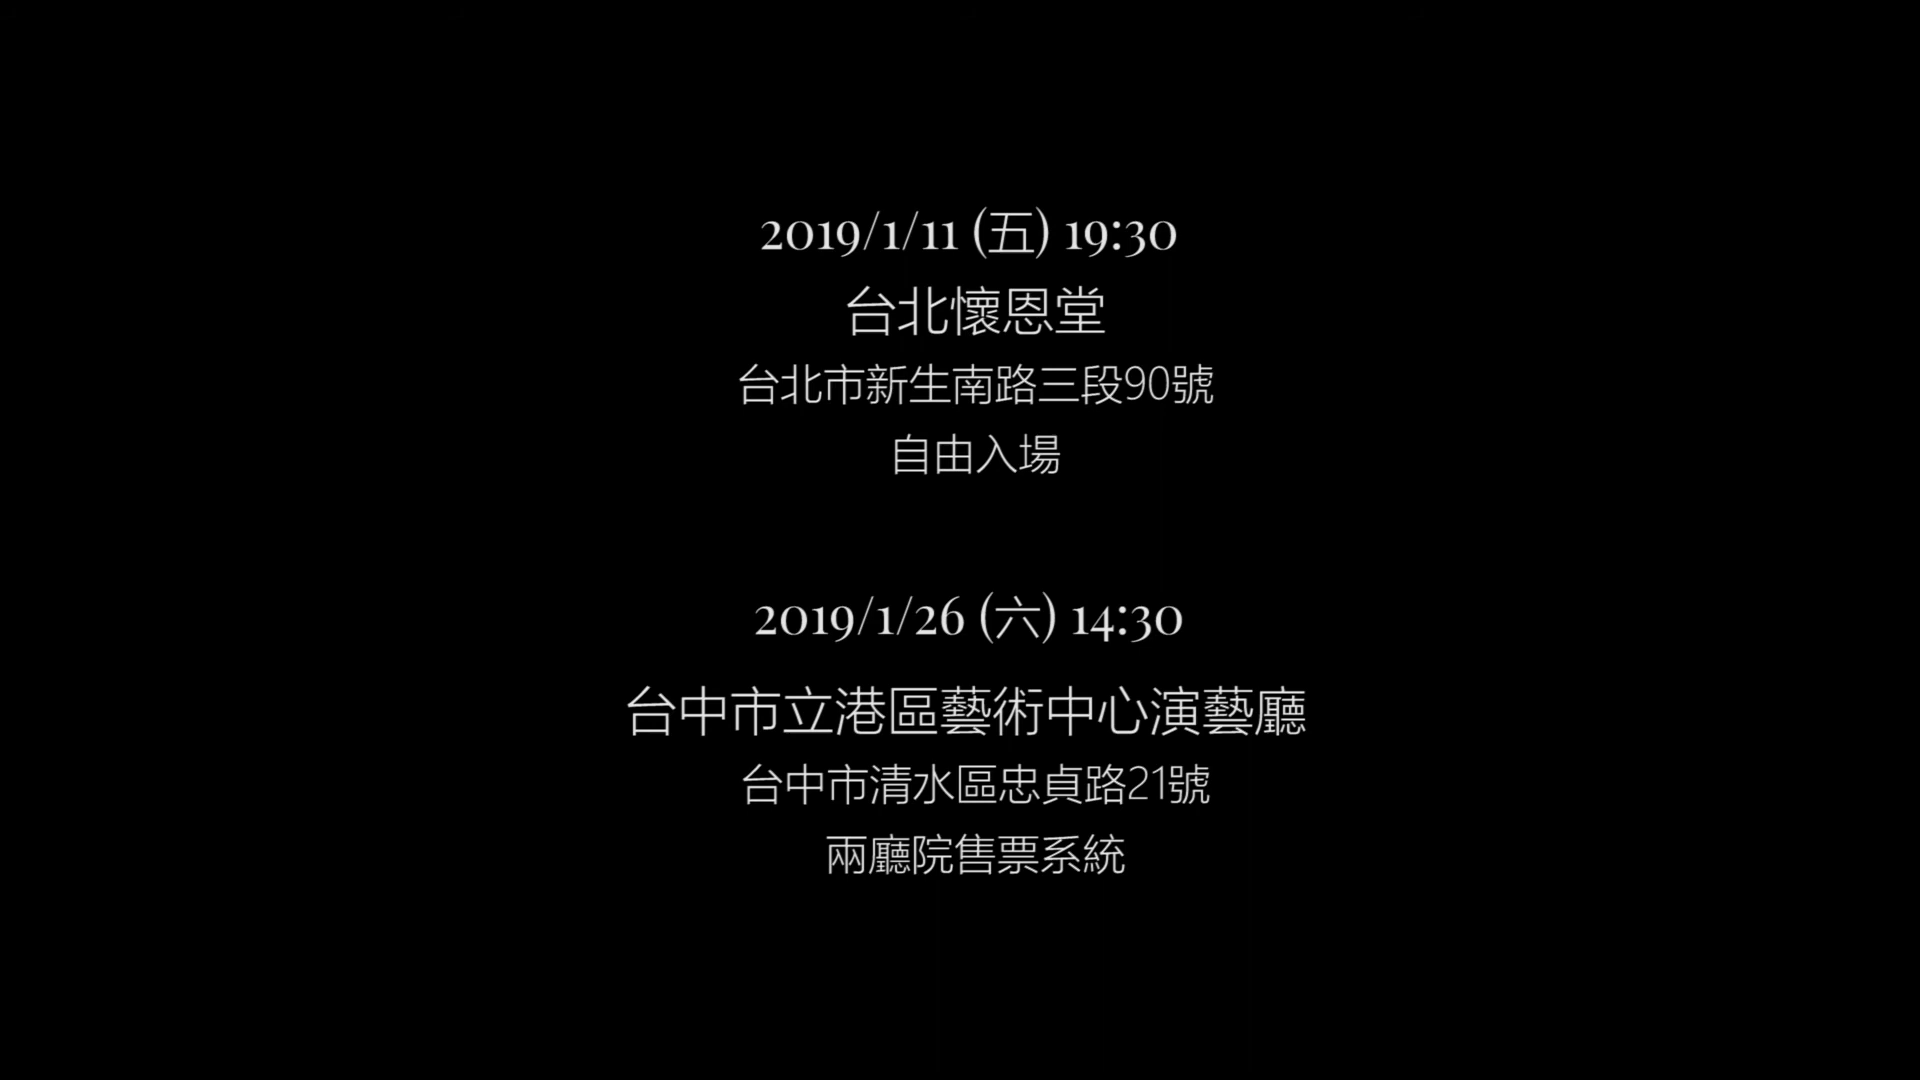 2019/1/11 (五) 19:30
台北懷恩堂
台北市新生南路三段90號
自由入場
2019/1/26 (六) 14:30
台中市立港區藝術中心演藝廳
台中市清水區忠貞路21號
兩廳院售票系統